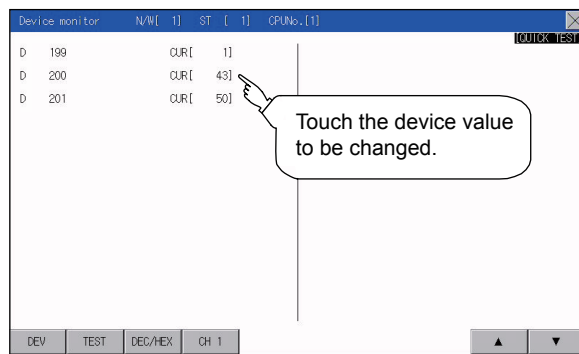 Device monitor N/W[ 1] ST [ 1] CPUNo.[1]
[QUICK TEST
D 199 CUR[ 1]
D 200 CUR[ 43]
D 201 CUR[ 50]
Touch the device value
to be changed.
DEV TEST DEC/HEX CH 1 ▲ ▼